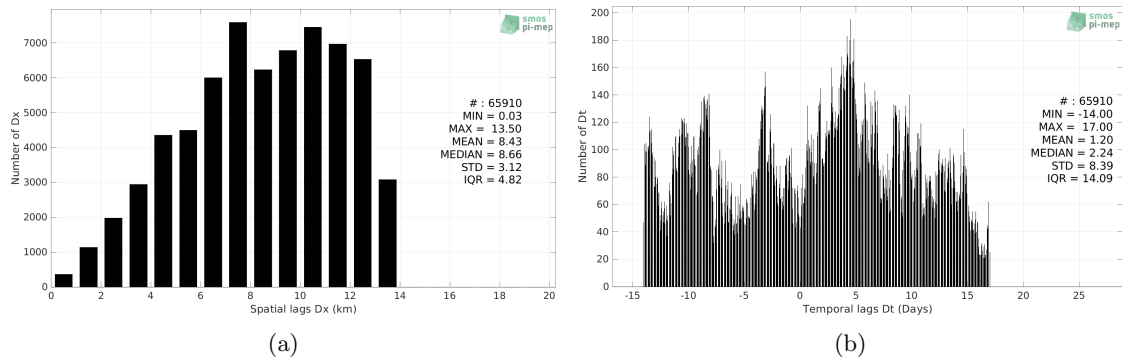 smos
pi-mep
7000
6000
5000
4000
3000
2000
1000
0
Number of Dx
# : 65910
MIN = 0.03
MAX = 13.50
MEAN = 8.43
MEDIAN = 8.66
STD = 3.12
IQR = 4.82
0 2 4 6 8 10 12 14 16 18 20
Spatial lags Dx (km)
(a)
smos
pi-mep
200
180
160
140
120
100
80
60
40
20
0
Number of Dt
# : 65910
MIN = -14.00
MAX = 17.00
MEAN = 1.20
MEDIAN = 2.24
STD = 8.39
IQR = 14.09
-15 -10 -5 0 5 10 15 20 25
Temporal lags Dt (Days)
(b)